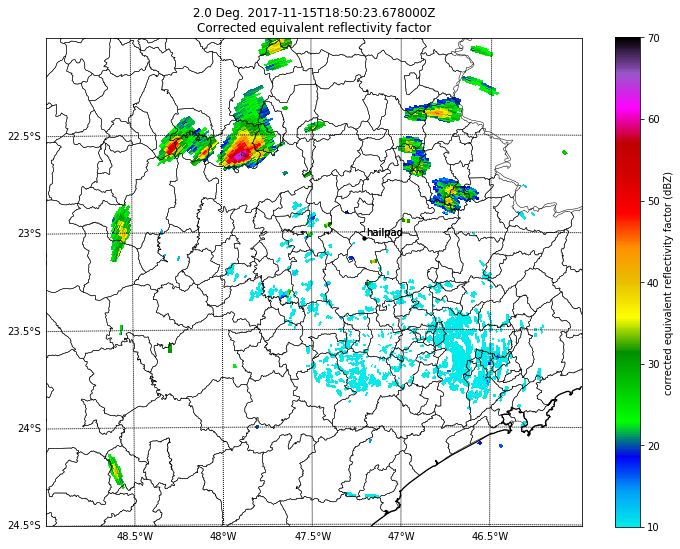 2.0 Deg. 2017-11-15T18:50:23.678000Z
Corrected equivalent reflectivity factor
22.5°S
23°S
23.5°S
24°S
24.5°S
48.5°W
48°W
47.5°W
47°W
46.5°W
hailpad
70
60
50
40
30
20
10
corrected equivalent reflectivity factor (dBZ)